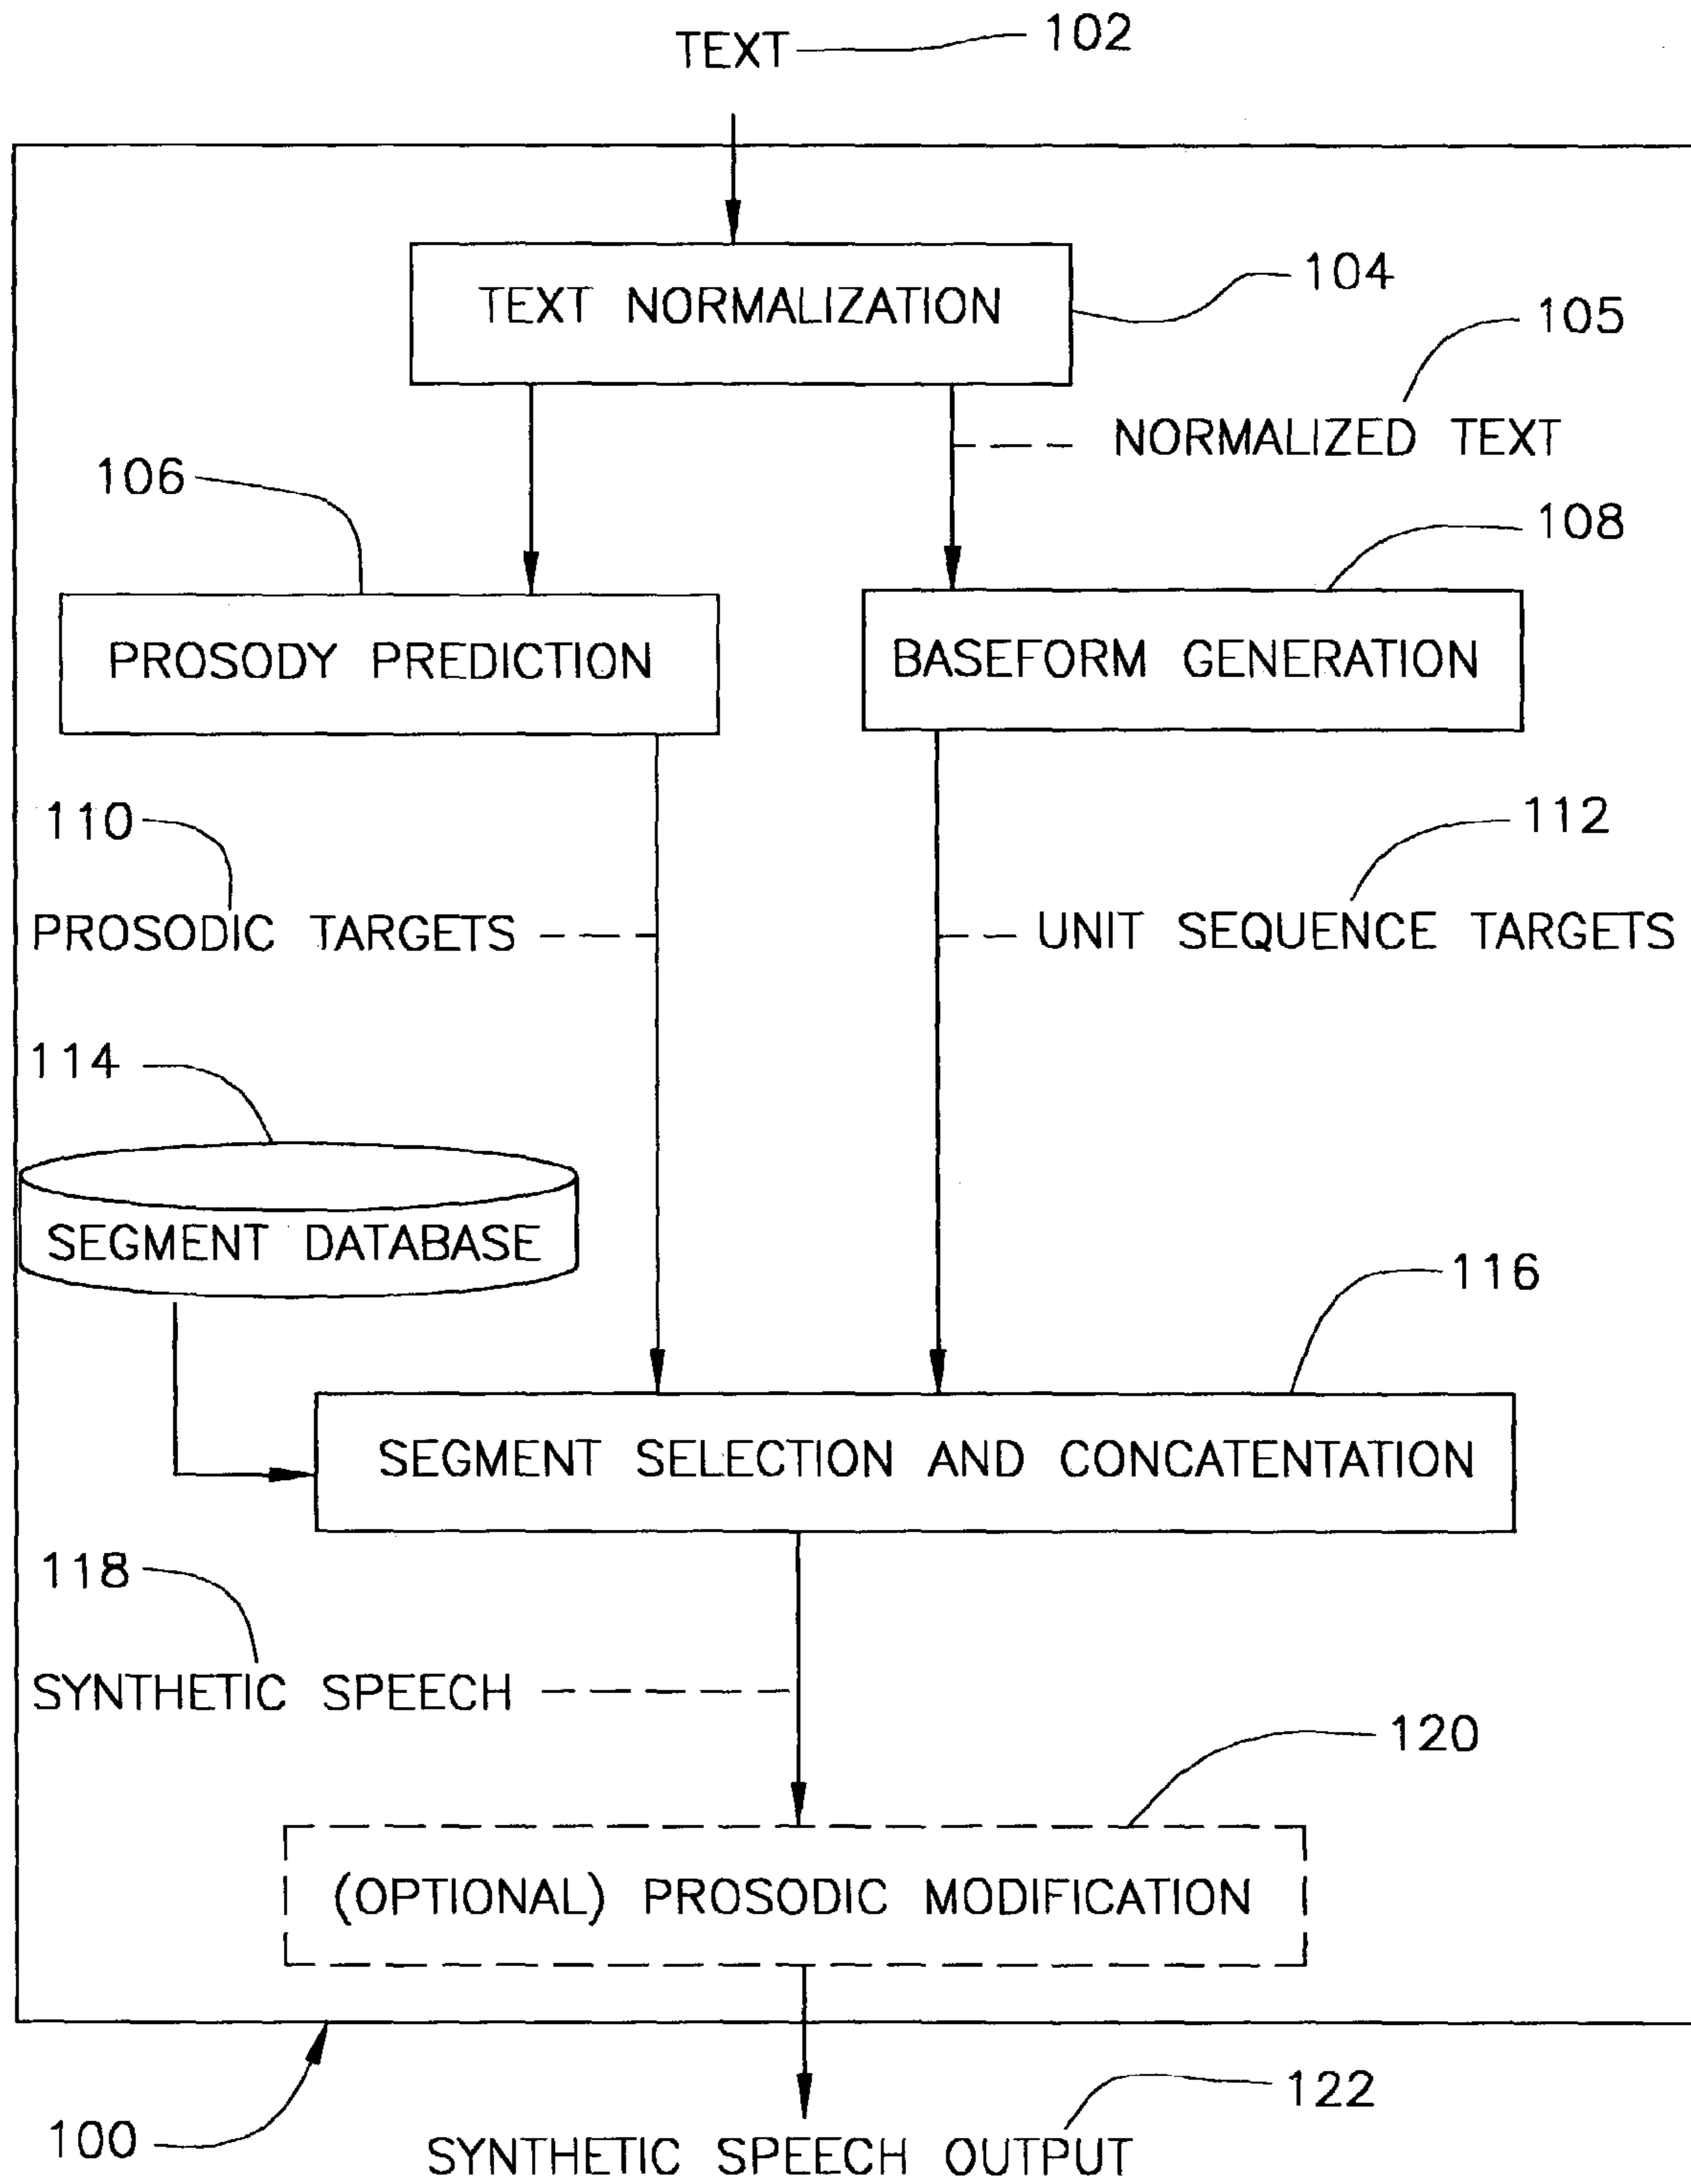 TEXT 102
TEXT NORMALIZATION
104
105
NORMALIZED TEXT
106
108
PROSODY PREDICTION
BASEFORM GENERATION
110
112
PROSODIC TARGETS
UNIT SEQUENCE TARGETS
114
SEGMENT DATABASE
116
SEGMENT SELECTION AND CONCATENTATION
118
SYNTHETIC SPEECH
120
(OPTIONAL) PROSODIC MODIFICATION
122
100
SYNTHETIC SPEECH OUTPUT